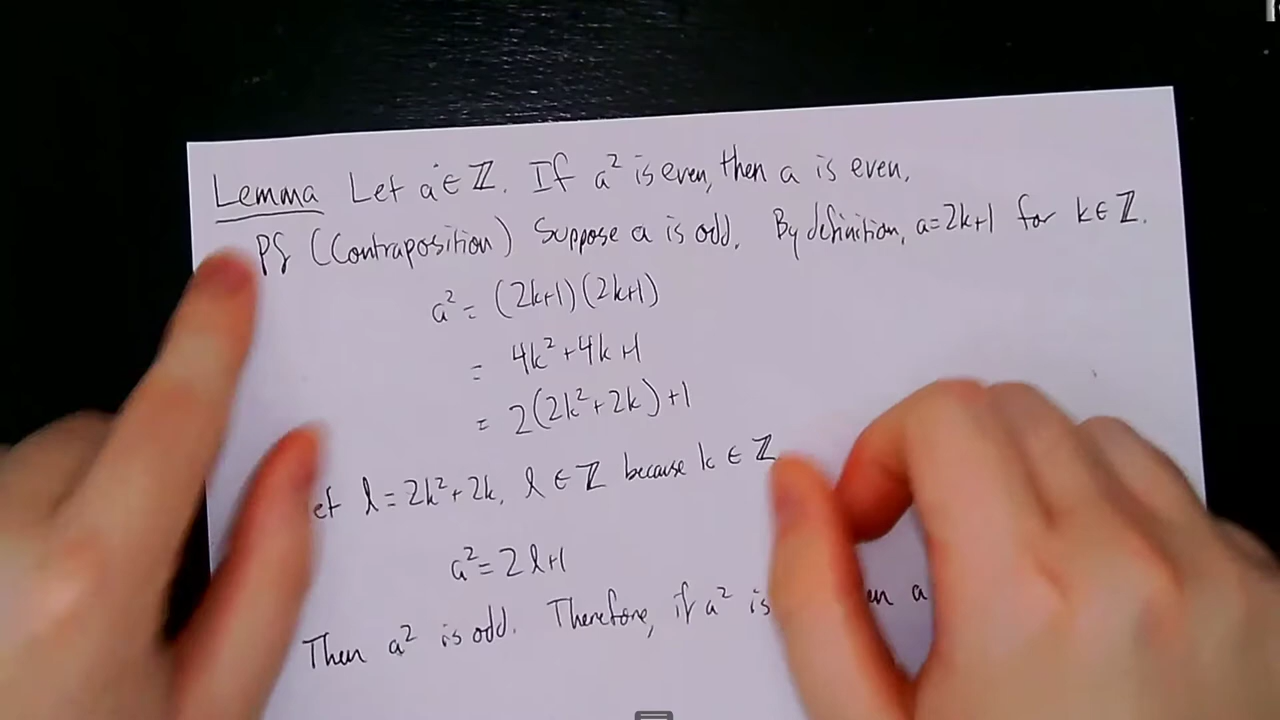 Lemma Let a ∈ ℤ. If a² is even, then a is even.
Pf (Contraposition) Suppose a is odd. By definition, a=2k+1 for k ∈ ℤ.
a² = (2k+1)(2k+1)
= 4k²+4k+1
= 2(2k²+2k)+1
et l=2k²+2k. l ∈ ℤ because k ∈ ℤ
a²=2l+1
Then a² is odd. Therefore, if a² is en a